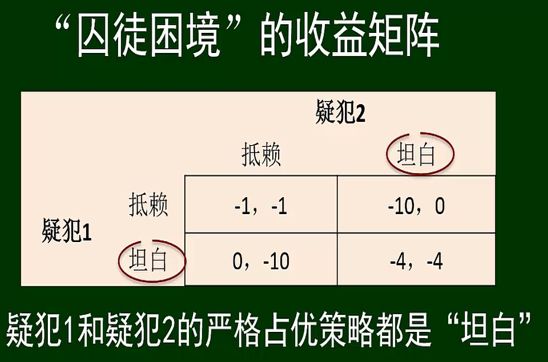 “囚徒困境”的收益矩阵
疑犯2
抵赖 坦白
疑犯1
抵赖 -1，-1 -10，0
坦白 0，-10 -4，-4
疑犯1和疑犯2的严格占优策略都是“坦白”